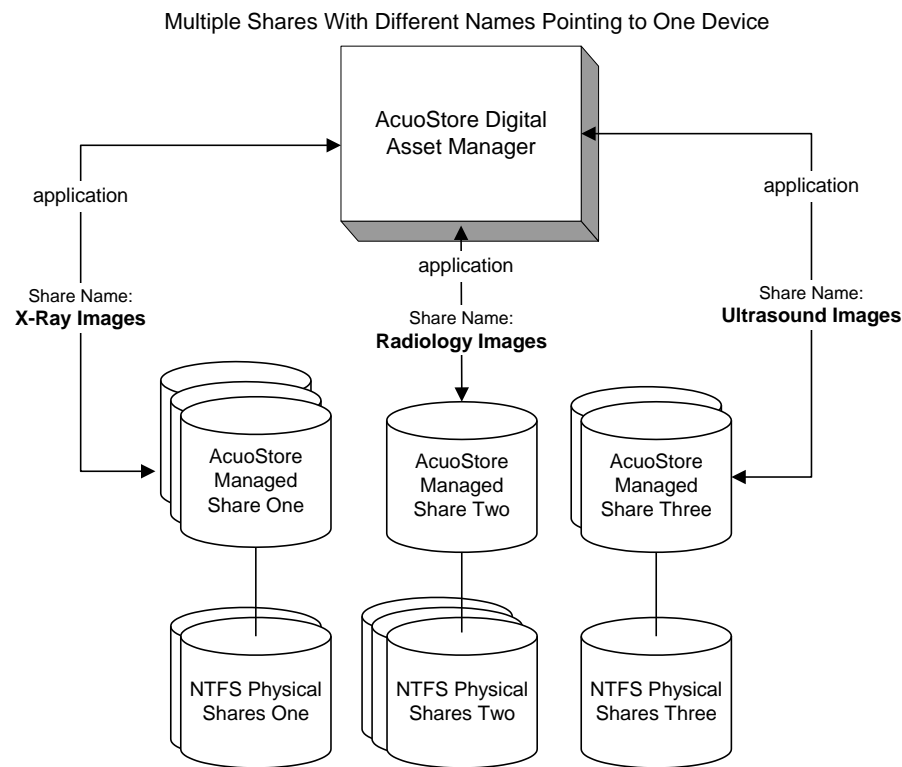 Multiple Shares With Different Names Pointing to One Device
AcuoStore Digital
Asset Manager
application
application
application
Share Name:
X-Ray Images
Share Name:
Radiology Images
Share Name:
Ultrasound Images
AcuoStore
Managed
Share One
AcuoStore
Managed
Share Two
AcuoStore
Managed
Share Three
NTFS Physical
Shares One
NTFS Physical
Shares Two
NTFS Physical
Shares Three